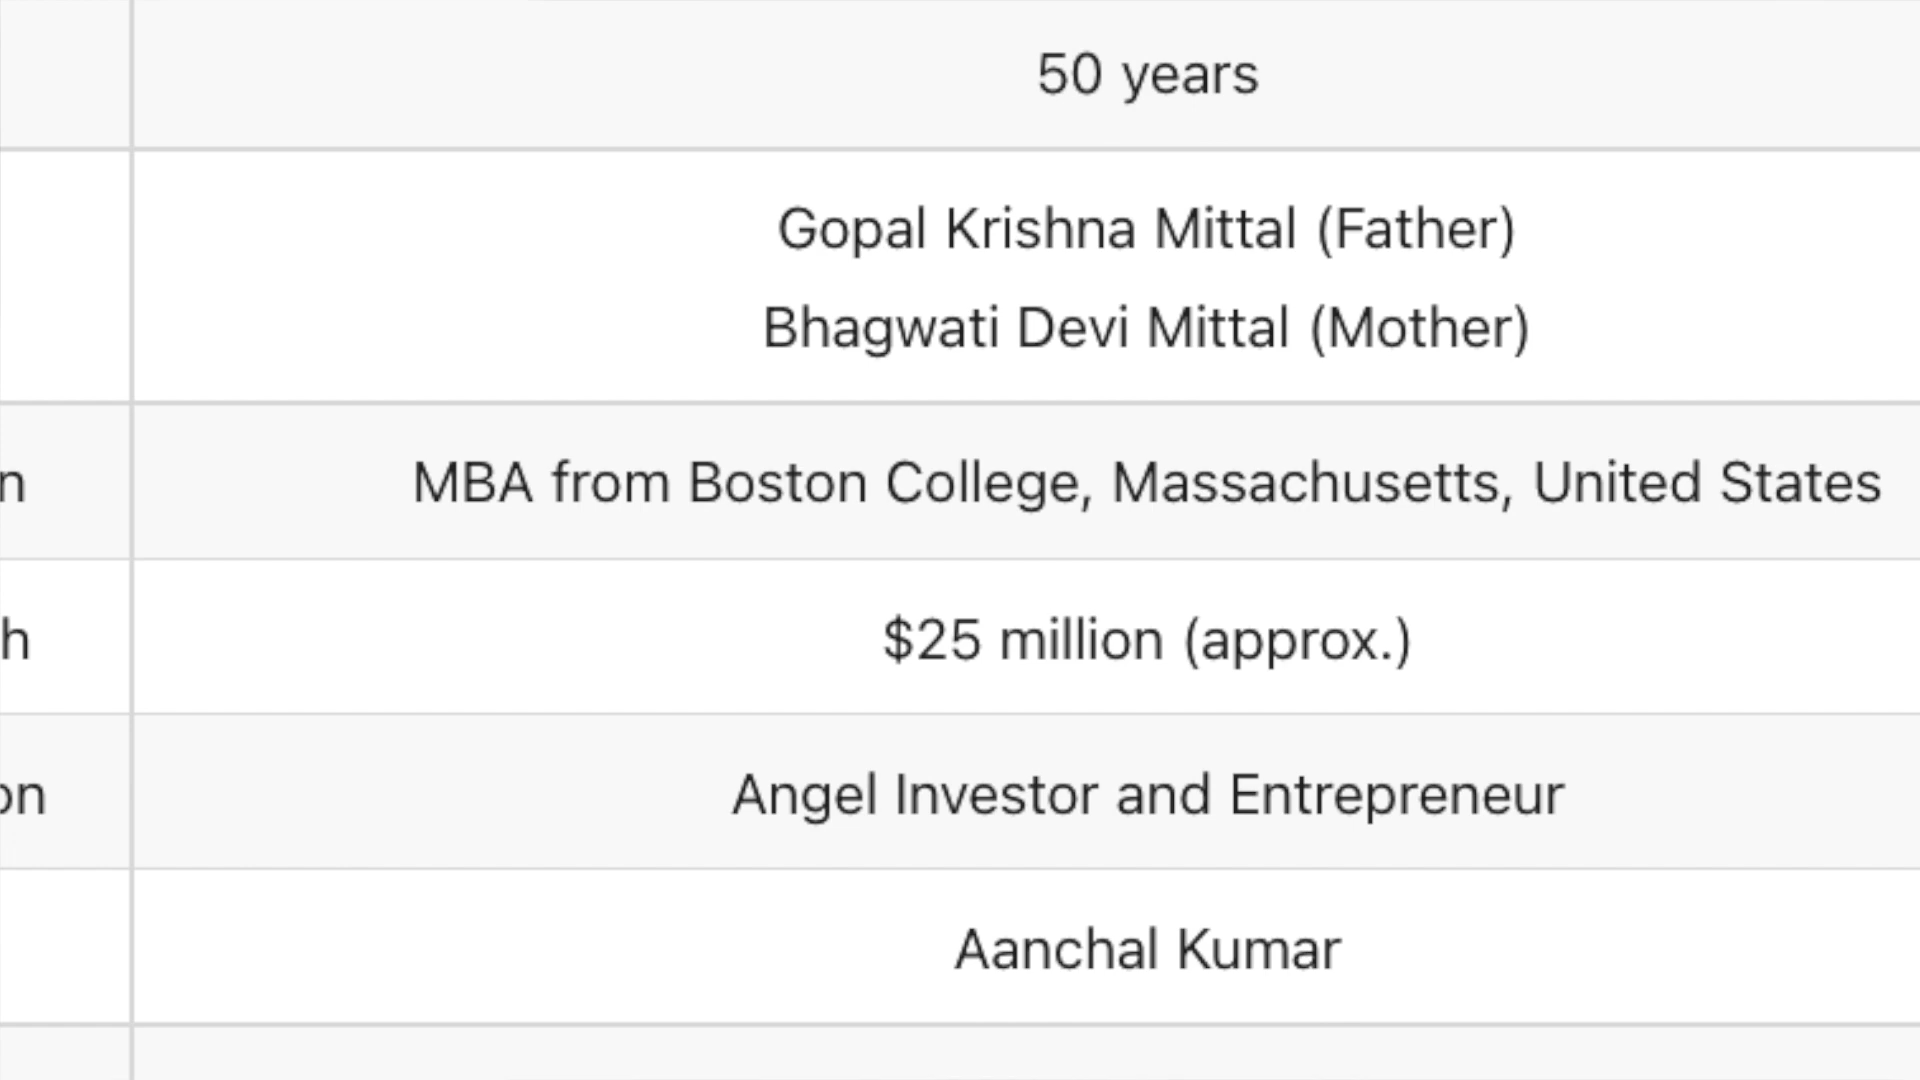 50 years
Gopal Krishna Mittal (Father)
Bhagwati Devi Mittal (Mother)
n
MBA from Boston College, Massachusetts, United States
h
$25 million (approx.)
on
Angel Investor and Entrepreneur
Aanchal Kumar